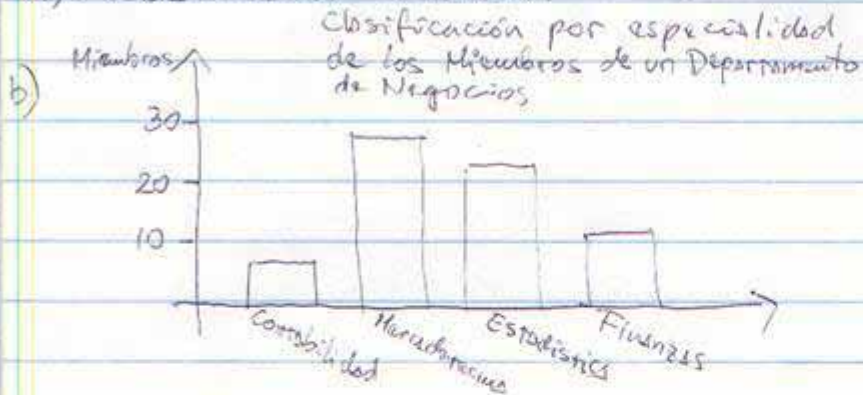 Clasificación por especialidad
de los Miembros de un Departamento
de Negocios
b)
Miembros
30
20
10
Contabilidad
Mercadotecnia
Estadística
Finanzas